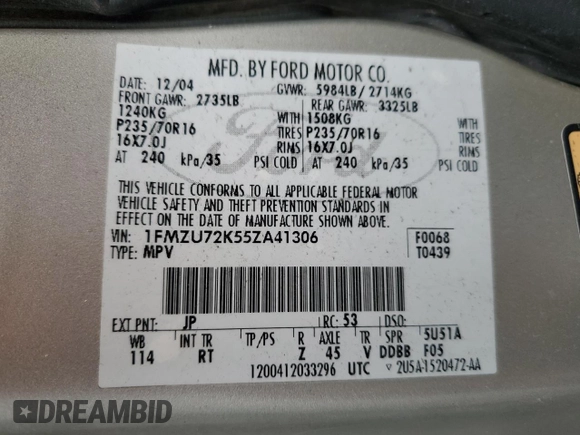 MFD. BY FORD MOTOR CO.
DATE: 12/04 GVWR: 5984LB/2714KG
FRONT GAWR: 2735LB REAR GAWR: 3325LB
1240KG WITH 1508KG WITH
P235/70R16 TIRES P235/70R16 TIRES
16X7.0J RIMS 16X7.0J RIMS
AT 240 kPa/35 PSI COLD AT 240 kPa/35 PSI COLD
Ford
THIS VEHICLE CONFORMS TO ALL APPLICABLE FEDERAL MOTOR
VEHICLE SAFETY AND THEFT PREVENTION STANDARDS IN
EFFECT ON THE DATE OF MANUFACTURE SHOWN ABOVE.
VIN: 1FMZU72K55ZA41306 F0068
TYPE: MPV T0439
EXT PNT: JP RC: 53 DSO:
WB INT TR TP/PS R AXLE TR SPR 5U51A
114 RT Z 45 V DDBB F05
1200412033296 UTC 2U5A-1520472-AA
DREAMBID